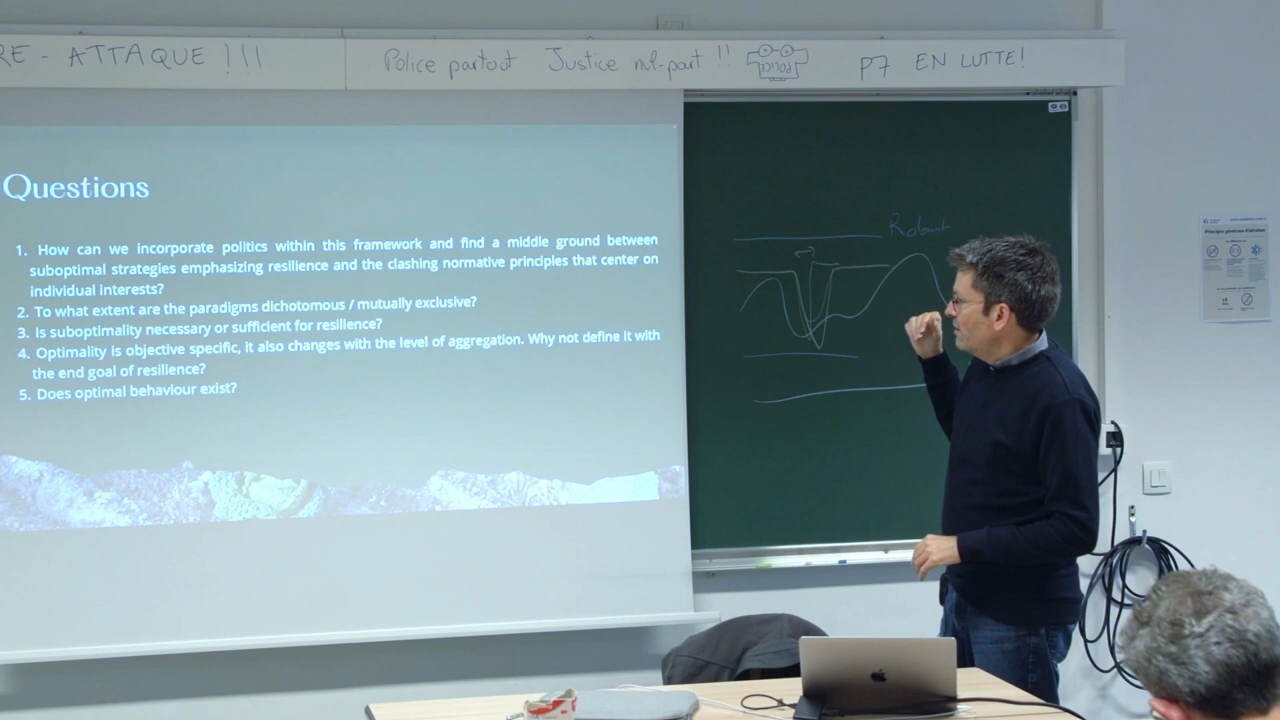 RE - ATTAQUE !!!
Police partout Justice nul-part !!
POLICE
P7 EN LUTTE!
Questions
1. How can we incorporate politics within this framework and find a middle ground between
suboptimal strategies emphasizing resilience and the clashing normative principles that center on
individual interests?
2. To what extent are the paradigms dichotomous / mutually exclusive?
3. Is suboptimality necessary or sufficient for resilience?
4. Optimality is objective specific, it also changes with the level of aggregation. Why not define it with
the end goal of resilience?
5. Does optimal behaviour exist?
Robust